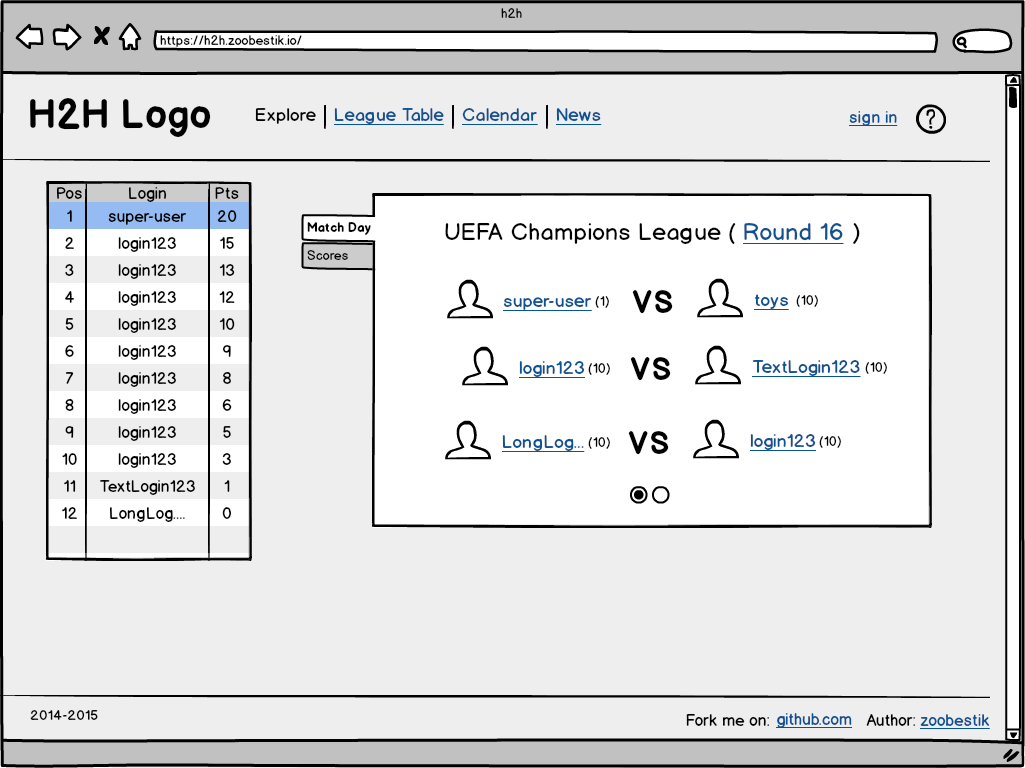 h2h
https://h2h.zoobestik.io/
H2H Logo Explore | League Table | Calendar | News sign in ?
Pos Login Pts
1 super-user 20
2 login123 15
3 login123 13
4 login123 12
5 login123 10
6 login123 9
7 login123 8
8 login123 6
9 login123 5
10 login123 3
11 TextLogin123 1
12 LongLog.... 0
Match Day
Scores
UEFA Champions League ( Round 16 )
super-user (1) VS toys (10)
login123 (10) VS TextLogin123 (10)
LongLog... (10) VS login123 (10)
2014-2015
Fork me on: github.com Author: zoobestik